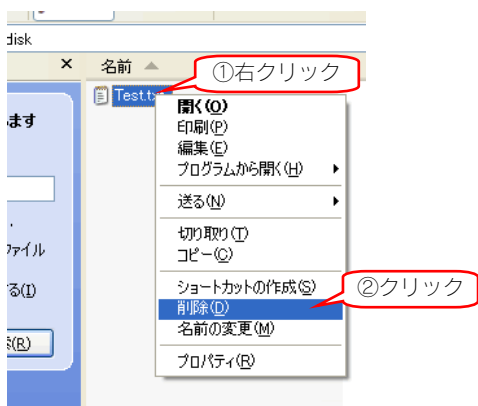 disk
×
名前
①右クリック
Test.tx
ます
開く(O)
印刷(P)
編集(E)
プログラムから開く(H)
送る(N)
切り取り(T)
ァイル
コピー(C)
ショートカットの作成(S)
る(I)
②クリック
削除(D)
名前の変更(M)
(R)
プロパティ(R)